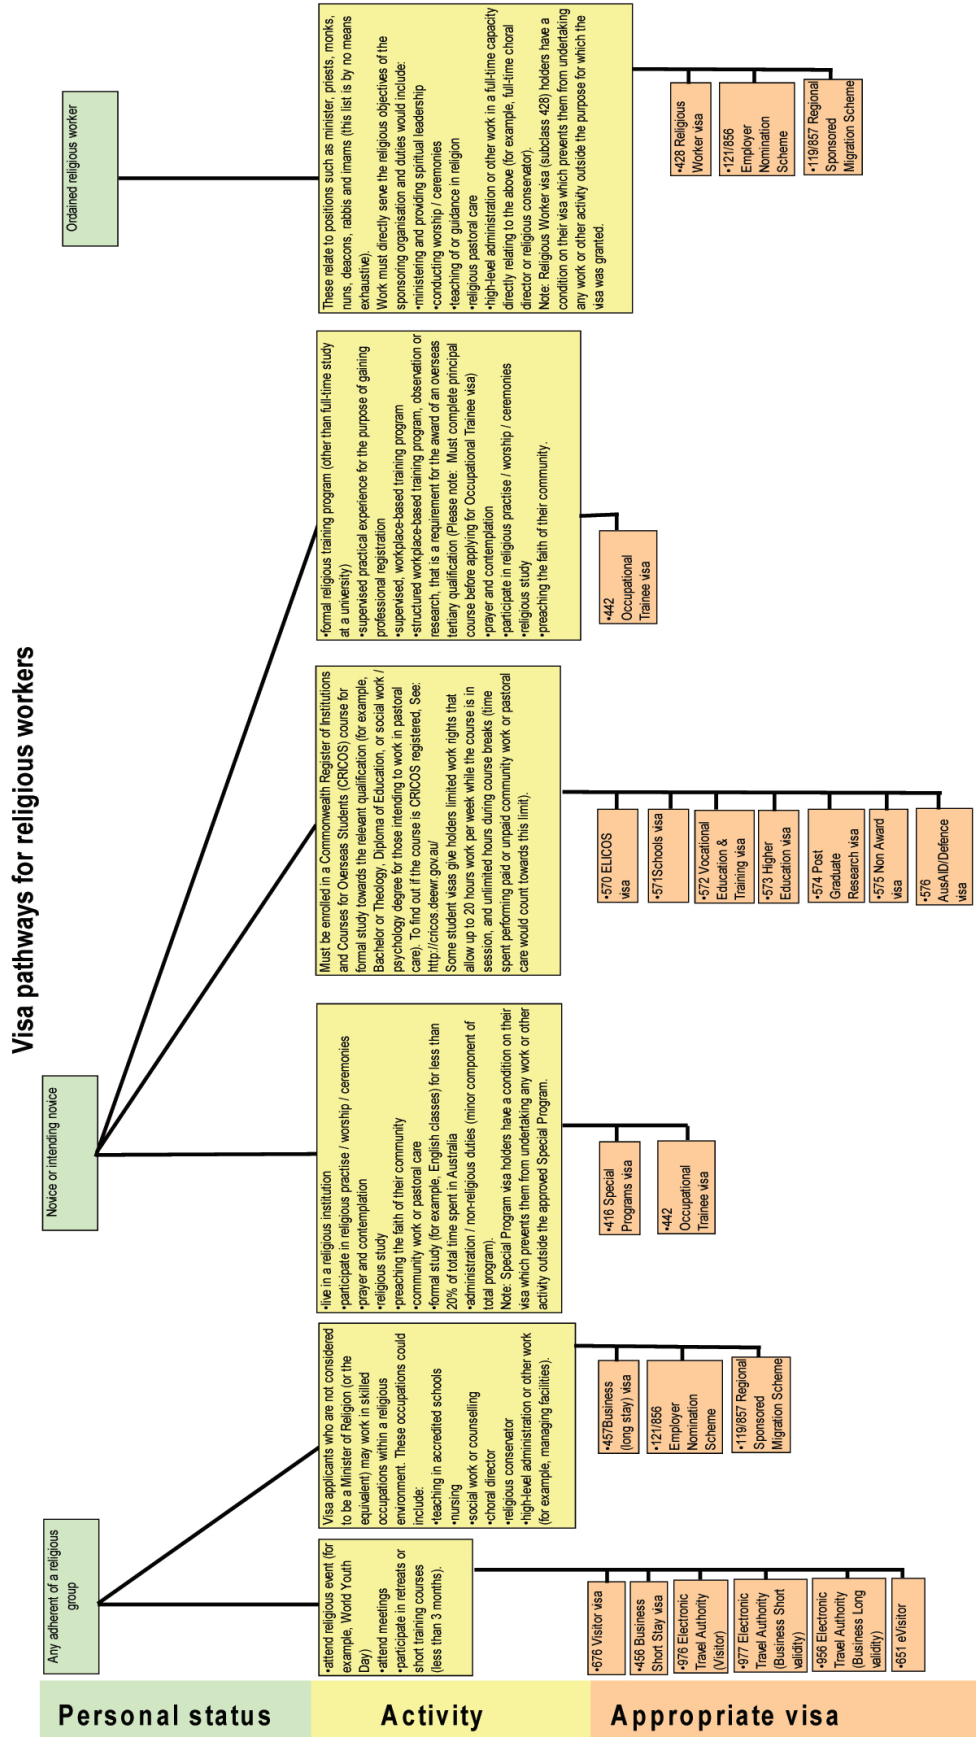 Visa pathways for religious workers
Personal status
Any adherent of a religious
group
Novice or intending novice
Ordained religious worker
Activity
•attend religious event (for
example, World Youth
Day)
•attend meetings
•participate in retreats or
short training courses
(less than 3 months).
Visa applicants who are not considered
to be a Minister of Religion (or the
equivalent) may work in skilled
occupations within a religious
environment. These occupations could
include:
•teaching in accredited schools
•nursing
•social work or counselling
•choral director
•religious conservator
•high-level administration or other work
(for example, managing facilities).
•live in a religious institution
•participate in religious practise / worship / ceremonies
•prayer and contemplation
•religious study
•preaching the faith of their community
•community work or pastoral care
•formal study (for example, English classes) for less than
20% of total time spent in Australia
•administration / non-religious duties (minor component of
total program).
Note: Special Program visa holders have a condition on their
visa which prevents them from undertaking any work or other
activity outside the approved Special Program.
Must be enrolled in a Commonwealth Register of Institutions
and Courses for Overseas Students (CRICOS) course for
formal study towards the relevant qualification (for example,
Bachelor or Theology, Diploma of Education, or social work /
psychology degree for those intending to work in pastoral
care). To find out if the course is CRICOS registered, See:
http://cricos.deewr.gov.au/
Some student visas give holders limited work rights that
allow up to 20 hours work per week while the course is in
session, and unlimited hours during course breaks (time
spent performing paid or unpaid community work or pastoral
care would count towards this limit).
•formal religious training program (other than full-time study
at a university)
•supervised practical experience for the purpose of gaining
professional registration
•supervised, workplace-based training program
•structured workplace-based training program, observation or
research, that is a requirement for the award of an overseas
tertiary qualification (Please note: Must complete principal
course before applying for Occupational Trainee visa)
•prayer and contemplation
•participate in religious practise / worship / ceremonies
•religious study
•preaching the faith of their community.
These relate to positions such as minister, priests, monks,
nuns, deacons, rabbis and imams (this list is by no means
exhaustive).
Work must directly serve the religious objectives of the
sponsoring organisation and duties would include:
•ministering and providing spiritual leadership
•conducting worship / ceremonies
•teaching of or guidance in religion
•religious pastoral care
•high-level administration or other work in a full-time capacity
directly relating to the above (for example, full-time choral
director or religious conservator).
Note: Religious Worker visa (subclass 428) holders have a
condition on their visa which prevents them from undertaking
any work or other activity outside the purpose for which the
visa was granted.
Appropriate visa
•676 Visitor visa
•456 Business
Short Stay visa
•976 Electronic
Travel Authority
(Visitor)
•977 Electronic
Travel Authority
(Business Short
validity)
•956 Electronic
Travel Authority
(Business Long
validity)
•651 eVisitor
•457Business
(long stay) visa
•121/856
Employer
Nomination
Scheme
•119/857 Regional
Sponsored
Migration Scheme
•416 Special
Programs visa
•442
Occupational
Trainee visa
•570 ELICOS
visa
•571Schools visa
•572 Vocational
Education &
Training visa
•573 Higher
Education visa
•574 Post
Graduate
Research visa
•575 Non Award
visa
•576
AusAID/Defence
visa
•442
Occupational
Trainee visa
•428 Religious
Worker visa
•121/856
Employer
Nomination
Scheme
•119/857 Regional
Sponsored
Migration Scheme